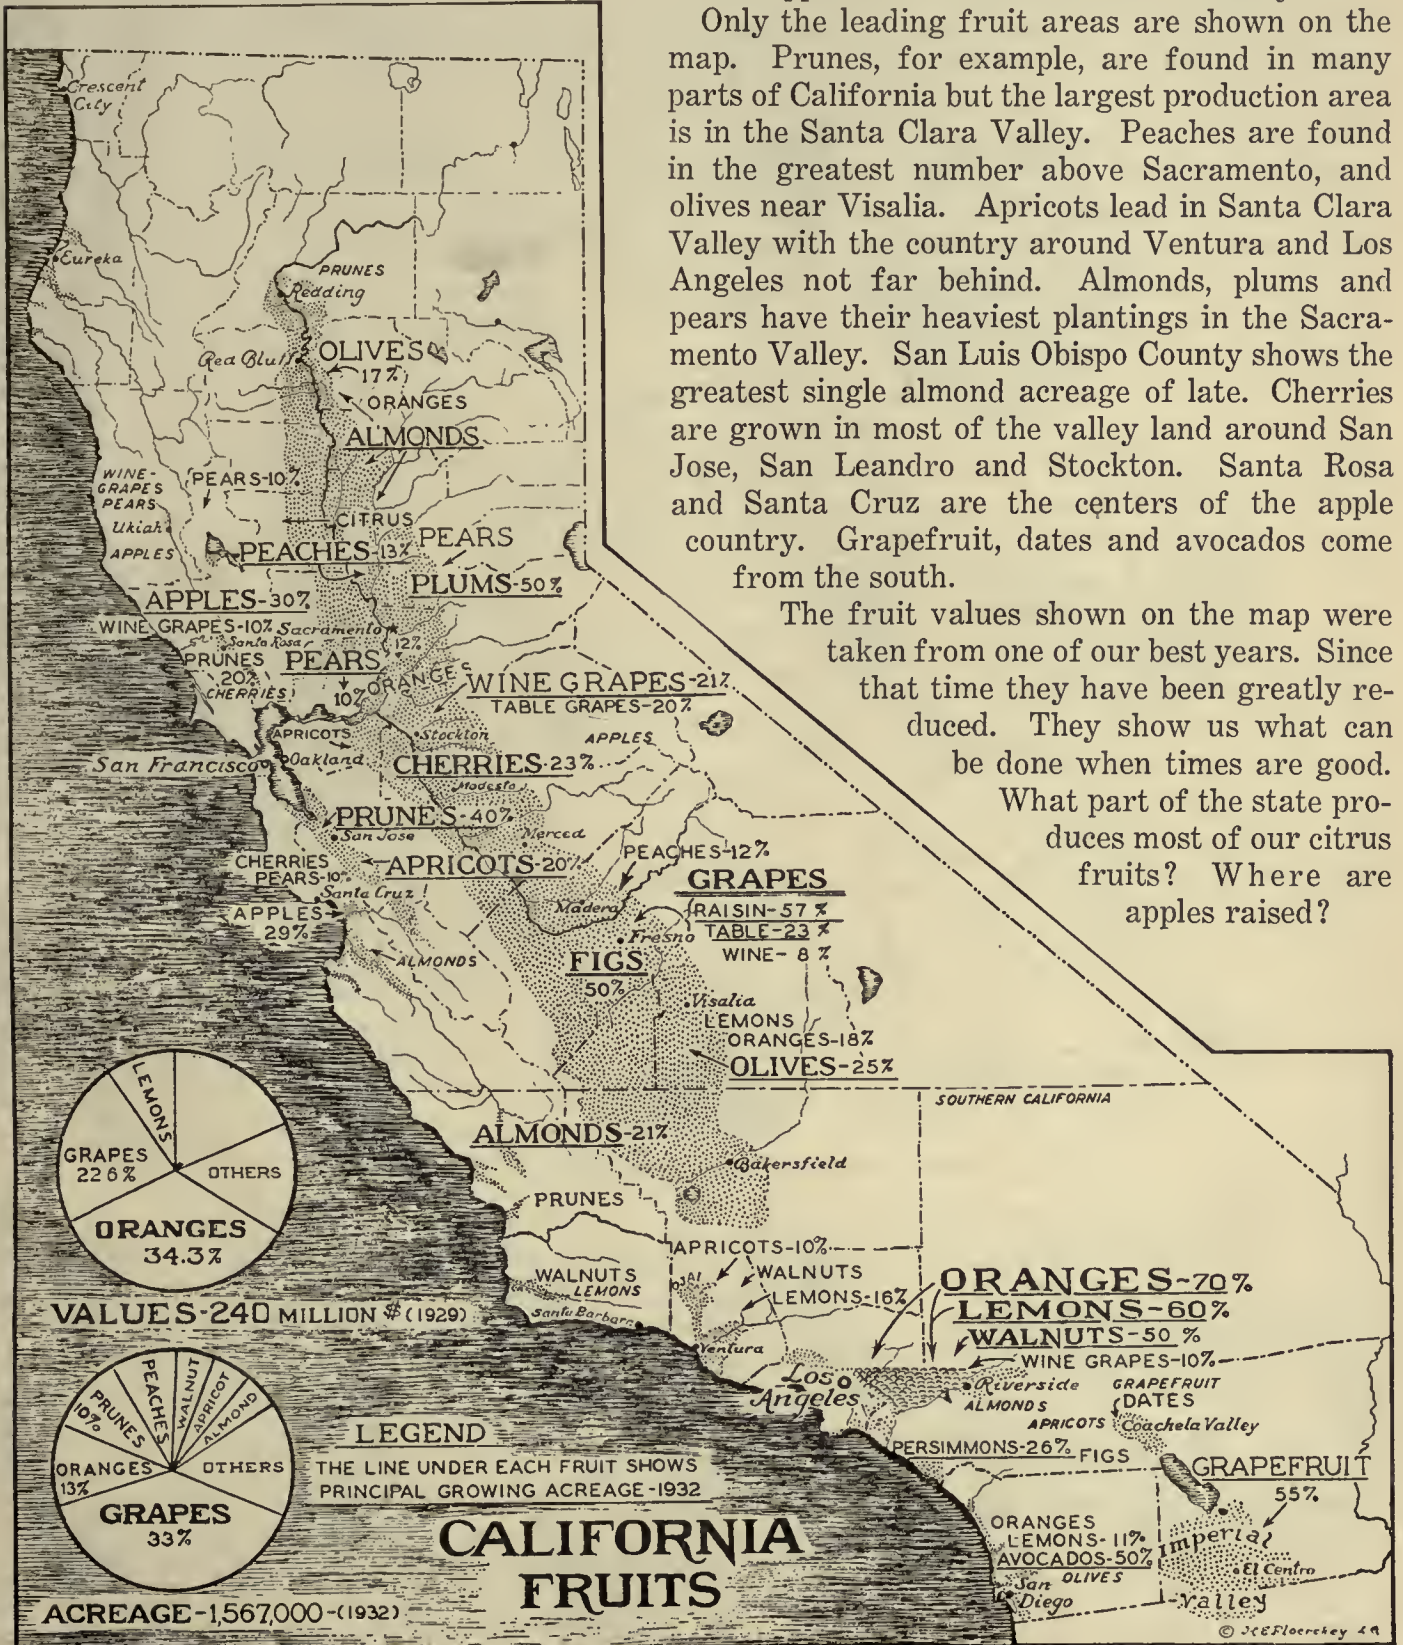 Only the leading fruit areas are shown on the
map. Prunes, for example, are found in many
parts of California but the largest production area
is in the Santa Clara Valley. Peaches are found
in the greatest number above Sacramento, and
olives near Visalia. Apricots lead in Santa Clara
Valley with the country around Ventura and Los
Angeles not far behind. Almonds, plums and
pears have their heaviest plantings in the Sacra-
mento Valley. San Luis Obispo County shows the
greatest single almond acreage of late. Cherries
are grown in most of the valley land around San
Jose, San Leandro and Stockton. Santa Rosa
and Santa Cruz are the centers of the apple
country. Grapefruit, dates and avocados come
from the south.
The fruit values shown on the map were
taken from one of our best years. Since
that time they have been greatly re-
duced. They show us what can
be done when times are good.
What part of the state pro-
duces most of our citrus
fruits? Where are
apples raised?
Crescent
City
Eureka
PRUNES
Redding
Red Bluff
OLIVES
17%
ORANGES
ALMONDS
WINE-
GRAPES
PEARS
PEARS-10%
Ukiah
APPLES
CITRUS
PEACHES-13%
PEARS
PLUMS-50%
APPLES-30%
WINE GRAPES-10%
Sacramento
Santa Rosa
12%
PRUNES
20%
CHERRIES
PEARS
10%
ORANGES
WINE GRAPES-21%
TABLE GRAPES-20%
APRICOTS
Stockton
APPLES
San Francisco
Oakland
CHERRIES-23%
Modesto
PRUNES-40%
San Jose
Merced
CHERRIES
PEARS-10%
APRICOTS-20%
PEACHES-12%
Santa Cruz
GRAPES
RAISIN-57%
TABLE-23%
WINE-8%
APPLES
29%
Madera
Fresno
ALMONDS
FIGS
50%
Visalia
LEMONS
ORANGES-18%
OLIVES-25%
SOUTHERN CALIFORNIA
ALMONDS-21%
Bakersfield
PRUNES
APRICOTS-10%
WALNUTS
LEMONS
Ojai
WALNUTS
LEMONS-16%
Santa Barbara
Ventura
ORANGES-70%
LEMONS-60%
WALNUTS-50%
WINE GRAPES-10%
Los
Angeles
Riverside
ALMONDS
GRAPEFRUIT
DATES
APRICOTS
Coachela Valley
PERSIMMONS-26%
FIGS
GRAPEFRUIT
55%
ORANGES
LEMONS-11%
AVOCADOS-50%
OLIVES
San
Diego
Imperial
El Centro
Valley
LEMONS
GRAPES
22 6%
OTHERS
ORANGES
34.3%
VALUES-240 MILLION $ (1929)
PEACHES
WALNUT
APRICOT
ALMOND
PRUNES
10%
ORANGES
13%
OTHERS
GRAPES
33%
ACREAGE-1,567,000-(1932)
LEGEND
THE LINE UNDER EACH FRUIT SHOWS
PRINCIPAL GROWING ACREAGE-1932
CALIFORNIA
FRUITS